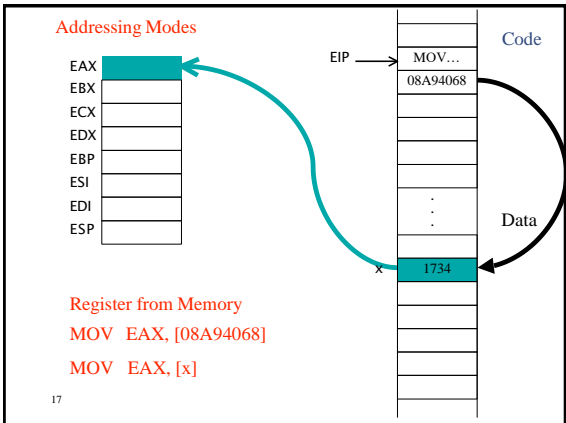 Addressing Modes
EAX
EBX
ECX
EDX
EBP
ESI
EDI
ESP
EIP
MOV…
08A94068
Code
.
.
.
Data
x
1734
Register from Memory
MOV EAX, [08A94068]
MOV EAX, [x]
17